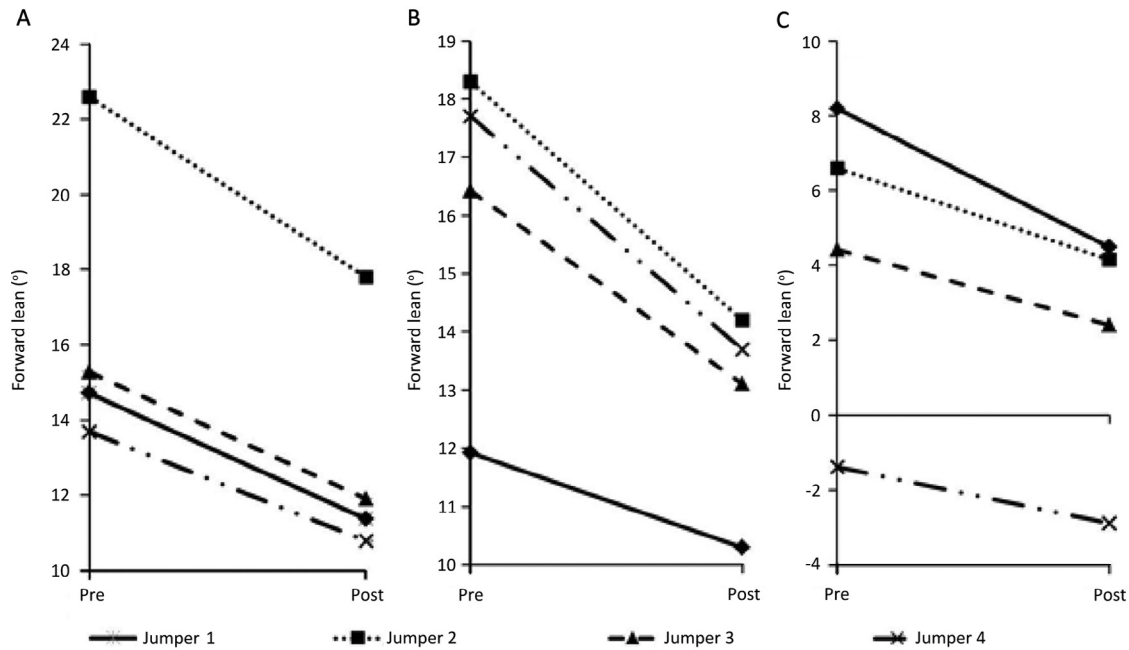 A
24
22
20
18
16
14
12
10
Forward lean (°)
Pre
Post
B
19
18
17
16
15
14
13
12
11
10
Forward lean (°)
Pre
Post
C
10
8
6
4
2
0
-2
-4
Forward lean (°)
Pre
Post
Jumper 1
Jumper 2
Jumper 3
Jumper 4